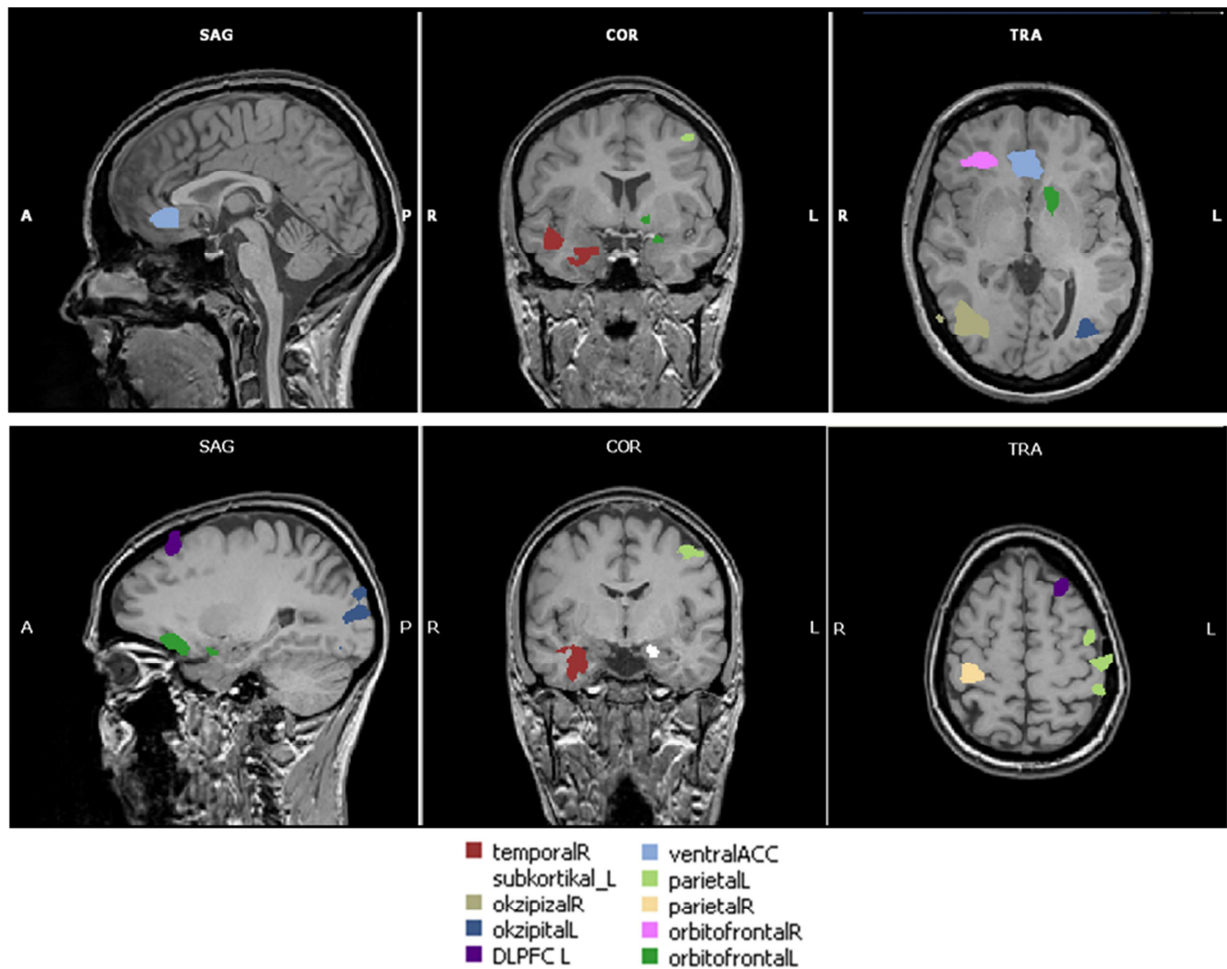 SAG
COR
TRA
A
P
R
L
R
L
SAG
COR
TRA
A
P
R
L
R
L
temporalR
subkortikal_L
okzipizalR
okzipitalL
DLPFC L
ventralACC
parietalL
parietalR
orbitofrontalR
orbitofrontalL